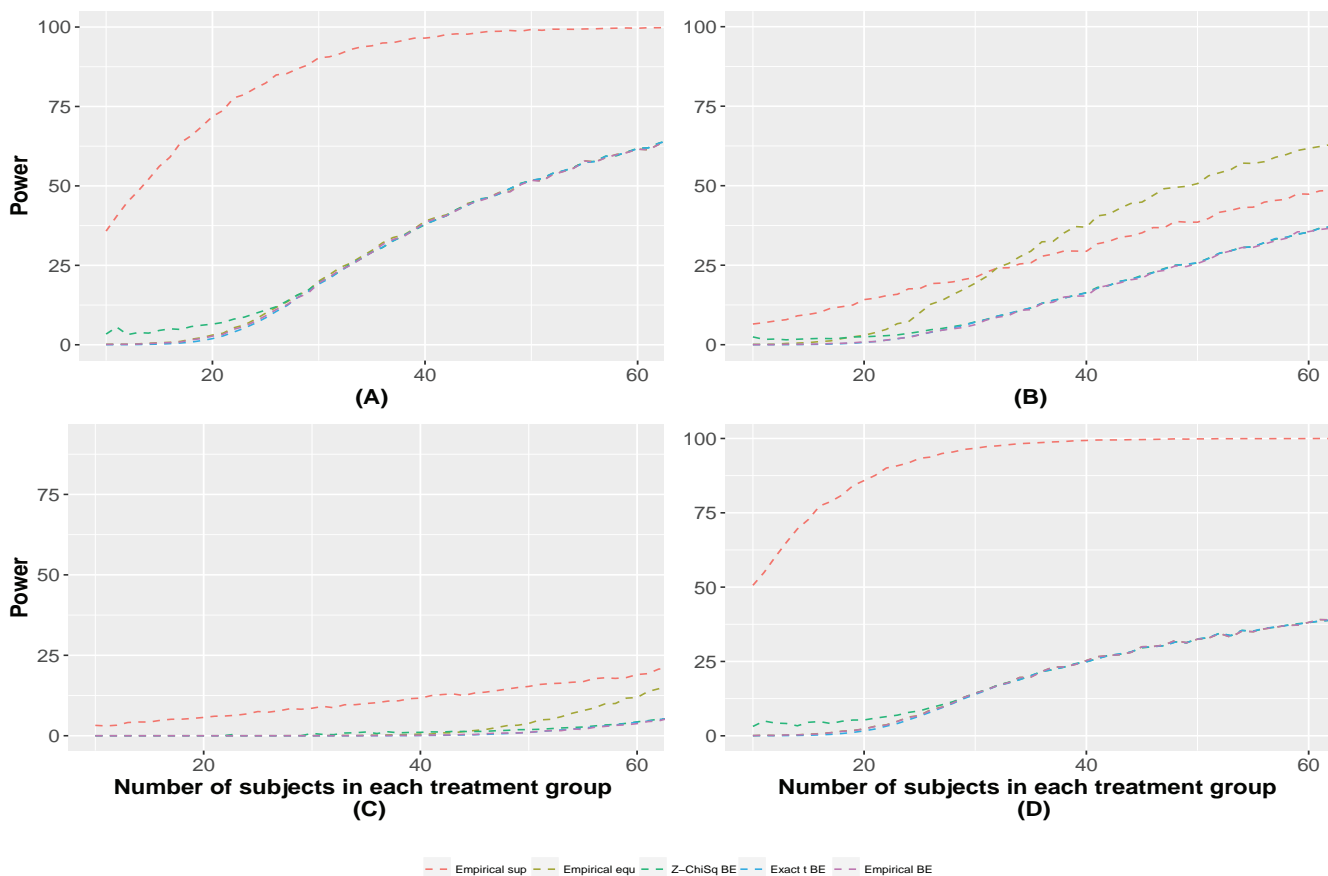 100
75
50
25
0
Power
20 40 60
(A)
100
75
50
25
0
20 40 60
(B)
75
50
25
0
Power
20 40 60
Number of subjects in each treatment group
(C)
100
75
50
25
0
20 40 60
Number of subjects in each treatment group
(D)
Empirical sup Empirical equ Z−ChiSq BE Exact t BE Empirical BE